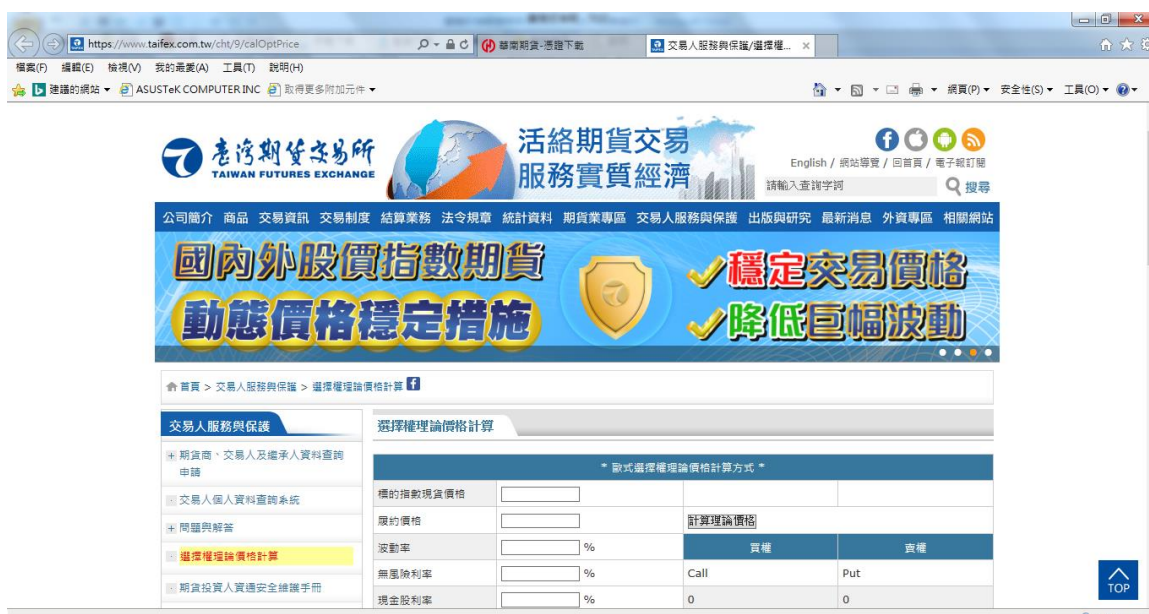 https://www.taifex.com.tw/cht/9/calOptPrice
華南期貨-憑證下載
交易人服務與保護/選擇權...
檔案(F) 編輯(E) 檢視(V) 我的最愛(A) 工具(T) 說明(H)
建議的網站 ASUSTeK COMPUTER INC 取得更多附加元件
網頁(P) 安全性(S) 工具(O)
臺灣期貨交易所
TAIWAN FUTURES EXCHANGE
活絡期貨交易
服務實質經濟
English / 網站導覽 / 回首頁 / 電子報訂閱
請輸入查詢字詞 搜尋
公司簡介 商品 交易資訊 交易制度 結算業務 法令規章 統計資料 期貨業專區 交易人服務與保護 出版與研究 最新消息 外資專區 相關網站
國內外股價指數期貨
動態價格穩定措施
穩定交易價格
降低巨幅波動
首頁 > 交易人服務與保護 > 選擇權理論價格計算
交易人服務與保護
期貨商、交易人及繼承人資料查詢
申請
交易人個人資料查詢系統
問題與解答
選擇權理論價格計算
期貨投資人資通安全維護手冊
選擇權理論價格計算
* 歐式選擇權理論價格計算方式 *
標的指數現貨價格
履約價格 計算理論價格
波動率 % 買權 賣權
無風險利率 % Call Put
現金股利率 % 0 0
TOP